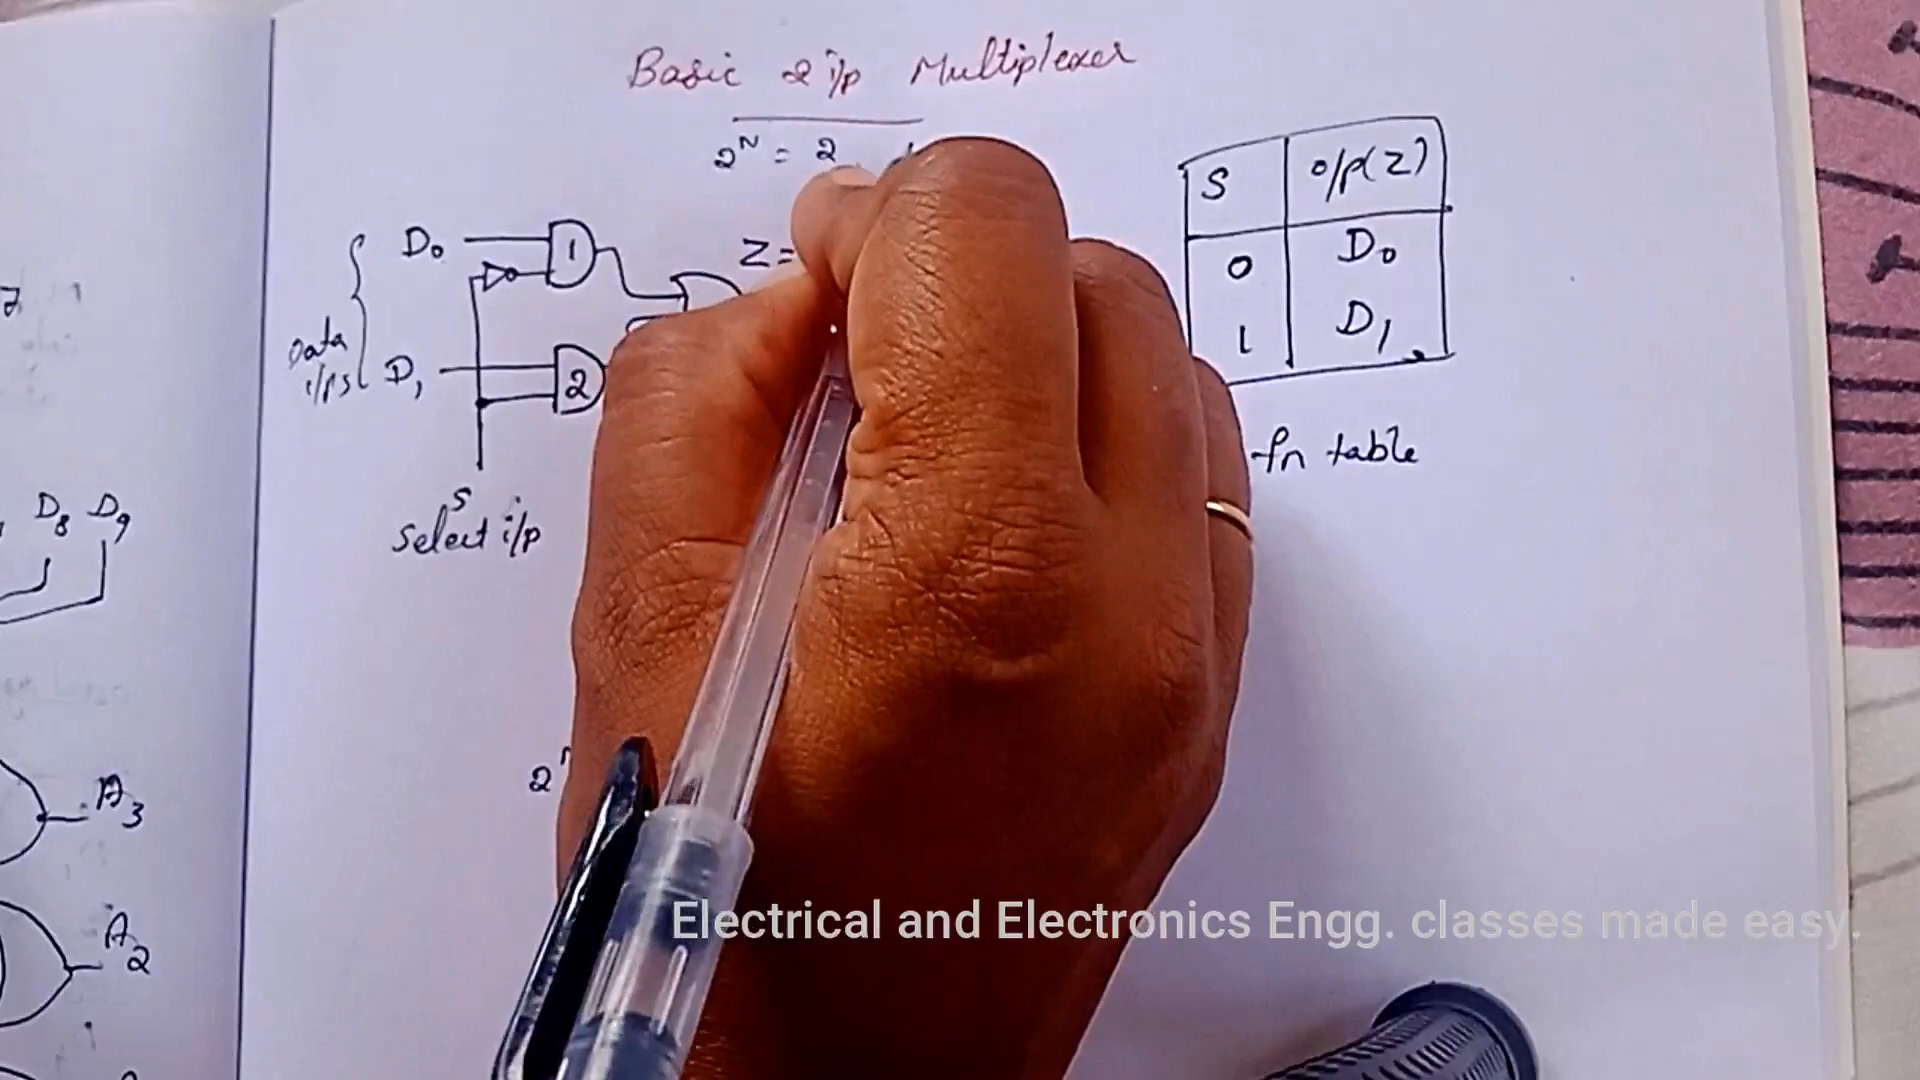 Basic 2 i/p Multiplexer
2^N = 2
D₀
1
Z=
Data
i/ps
D₁
2
S
Select i/p
S o/p(Z)
0 D₀
1 D₁
fn table
D₈ D₉
A₃
A₂
2
Electrical and Electronics Engg. classes made easy.